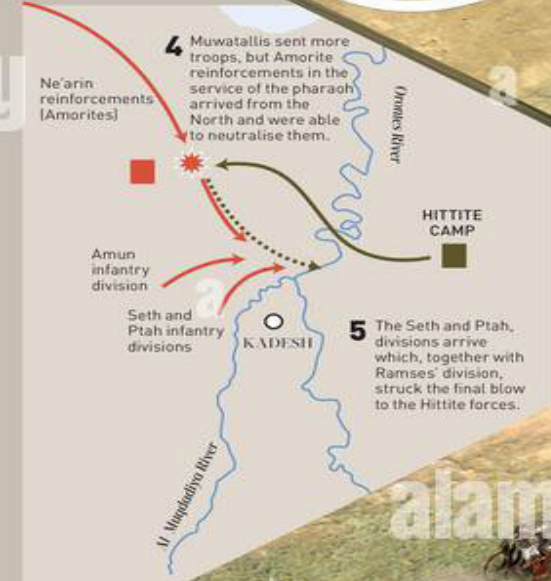 4 Muwatallis sent more
troops, but Amorite
reinforcements in the
service of the pharaoh
arrived from the
North and were able
to neutralise them.
Ne'arin
reinforcements
(Amorites)
Orontes River
HITTITE
CAMP
Amun
infantry
division
Seth and
Ptah infantry
divisions
KADESH
5 The Seth and Ptah,
divisions arrive
which, together with
Ramses' division,
struck the final blow
to the Hittite forces.
Al Muqdadiya River
a
a
y
alam